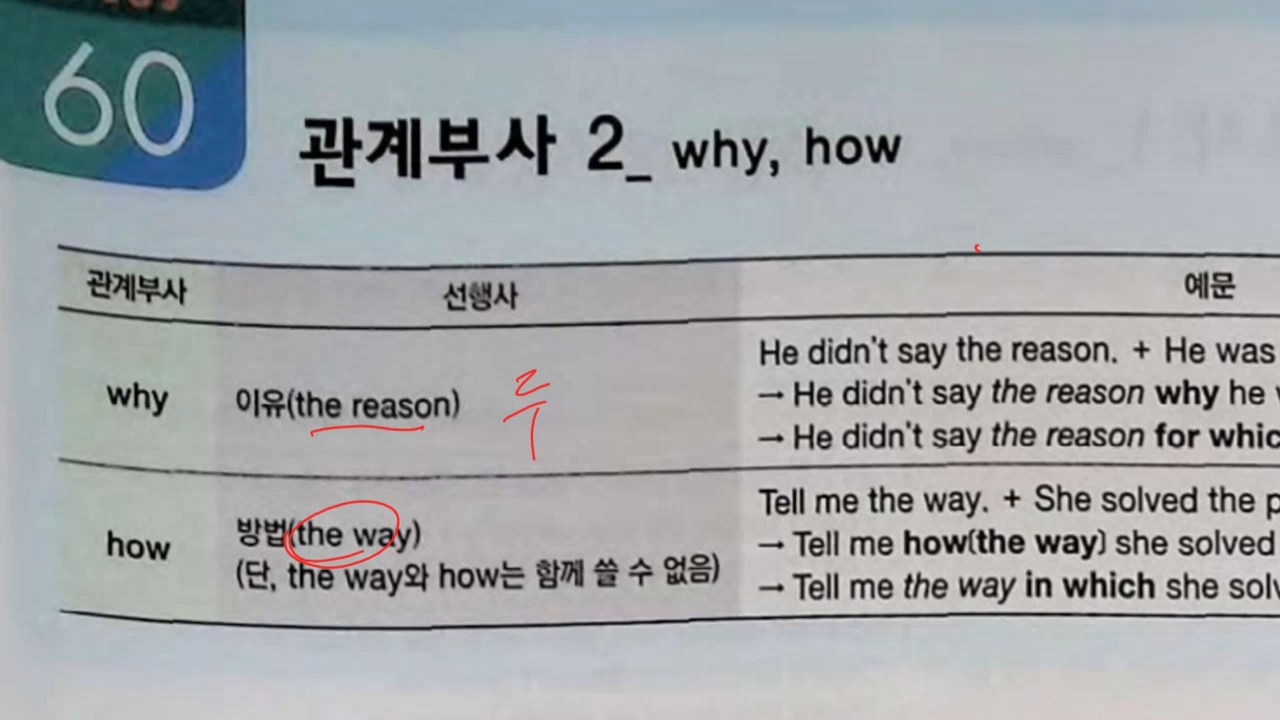 60
관계부사 2_ why, how
관계부사 선행사 예문
why 이유(the reason)
He didn't say the reason. + He was
→ He didn't say the reason why he
→ He didn't say the reason for
how 방법(the way)
(단, the way와 how는 함께 쓸 수 없음)
Tell me the way. + She solved the
→ Tell me how(the way) she solved
→ Tell me the way in which she